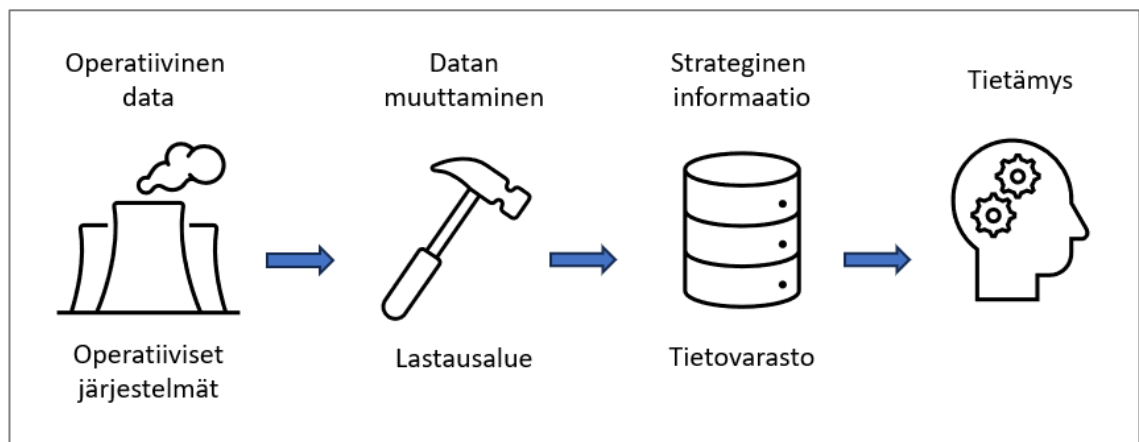 Operatiivinen
data
Datan
muuttaminen
Strateginen
informaatio
Tietämys
Operatiiviset
järjestelmät
Lastausalue
Tietovarasto